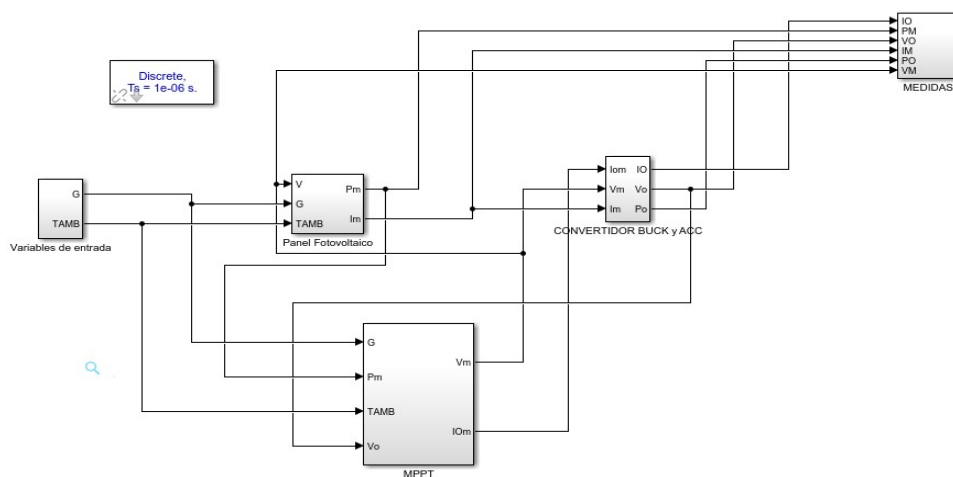 IO
PM
VO
IM
PO
VM
MEDIDAS
Discrete,
Ts = 1e-06 s.
G
TAMB
Variables de entrada
V
G
TAMB
Pm
Im
Panel Fotovoltaico
Iom
Vm
Im
IO
Vo
Po
CONVERTIDOR BUCK y ACC
G
Pm
TAMB
Vo
Vm
IOm
MPPT